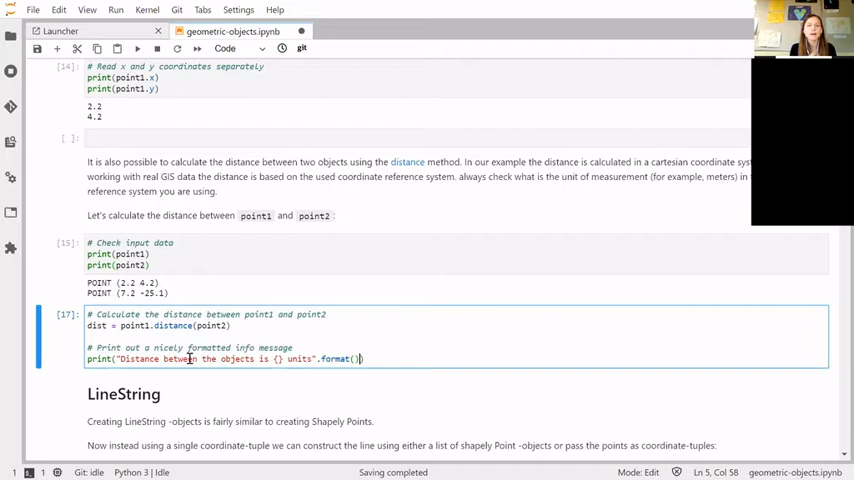 File Edit View Run Kernel Git Tabs Settings Help
Launcher × geometric-objects.ipynb
Code git
[14]: # Read x and y coordinates separately
print(point1.x)
print(point1.y)
2.2
4.2
[ ]:
It is also possible to calculate the distance between two objects using the distance method. In our example the distance is calculated in a cartesian coordinate
working with real GIS data the distance is based on the used coordinate reference system. always check what is the unit of measurement (for example, meters) in
reference system you are using.
Let's calculate the distance between point1 and point2:
[15]: # Check input data
print(point1)
print(point2)
POINT (2.2 4.2)
POINT (7.2 -25.1)
[17]: # Calculate the distance between point1 and point2
dist = point1.distance(point2)
# Print out a nicely formatted info message
print("Distance between the objects is {} units".format())
LineString
Creating LineString -objects is fairly similar to creating Shapely Points.
Now instead using a single coordinate-tuple we can construct the line using either a list of shapely Point -objects or pass the points as coordinate-tuples:
1 1 Git: idle Python 3 | Idle Saving completed Mode: Edit Ln 5, Col 58 geometric-objects.ipynb